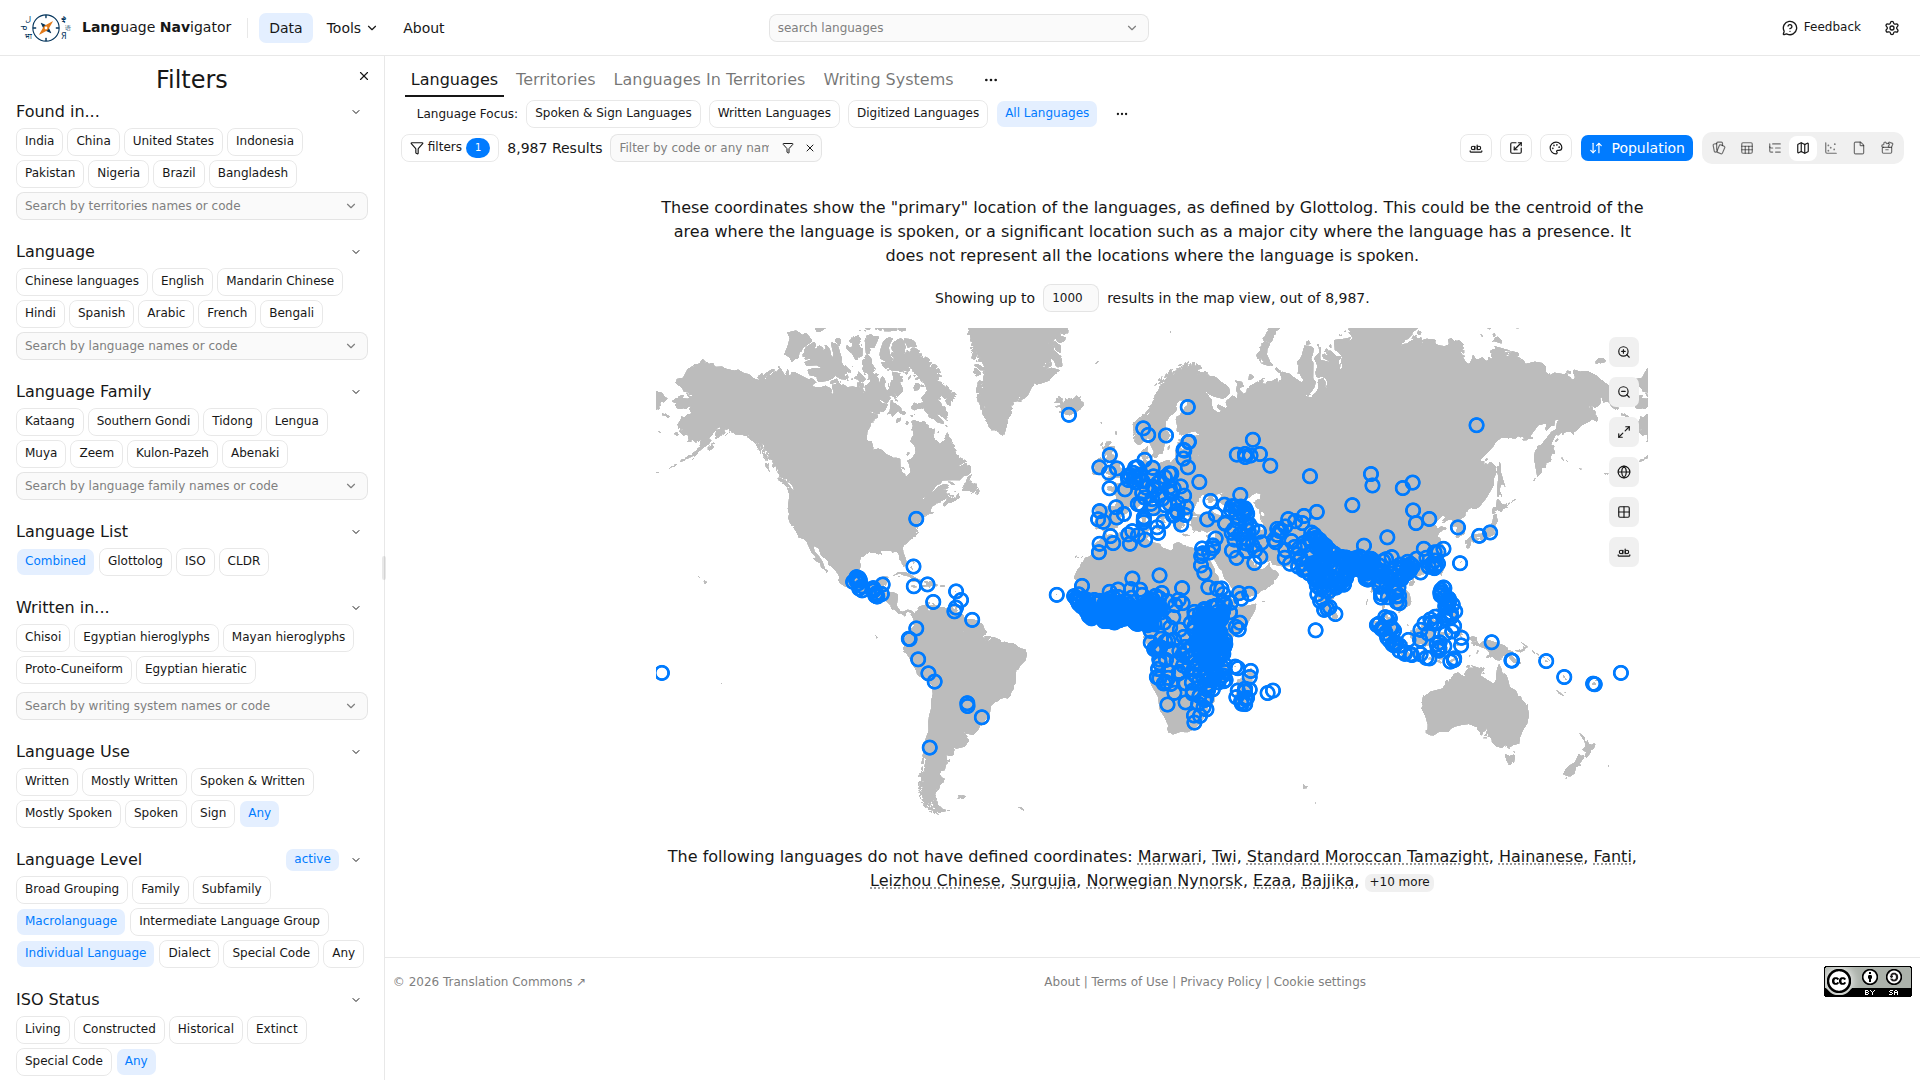 Language Navigator
Data
Tools
About
search languages
Feedback
Filters
Found in...
India
China
United States
Indonesia
Pakistan
Nigeria
Brazil
Bangladesh
Search by territories names or code
Language
Chinese languages
English
Mandarin Chinese
Hindi
Spanish
Arabic
French
Bengali
Search by language names or code
Language Family
Kataang
Southern Gondi
Tidong
Lengua
Muya
Zeem
Kulon-Pazeh
Abenaki
Search by language family names or code
Language List
Combined
Glottolog
ISO
CLDR
Written in...
Chisoi
Egyptian hieroglyphs
Mayan hieroglyphs
Proto-Cuneiform
Egyptian hieratic
Search by writing system names or code
Language Use
Written
Mostly Written
Spoken & Written
Mostly Spoken
Spoken
Sign
Any
Language Level
active
Broad Grouping
Family
Subfamily
Macrolanguage
Intermediate Language Group
Individual Language
Dialect
Special Code
Any
ISO Status
Living
Constructed
Historical
Extinct
Special Code
Any
Languages
Territories
Languages In Territories
Writing Systems
Language Focus:
Spoken & Sign Languages
Written Languages
Digitized Languages
All Languages
filters 1
8,987 Results
Filter by code or any nam
Population
These coordinates show the "primary" location of the languages, as defined by Glottolog. This could be the centroid of the
area where the language is spoken, or a significant location such as a major city where the language has a presence. It
does not represent all the locations where the language is spoken.
Showing up to 1000 results in the map view, out of 8,987.
The following languages do not have defined coordinates: Marwari, Twi, Standard Moroccan Tamazight, Hainanese, Fanti,
Leizhou Chinese, Surgujia, Norwegian Nynorsk, Ezaa, Bajjika, +10 more
© 2026 Translation Commons ↗
About | Terms of Use | Privacy Policy | Cookie settings
cc BY SA